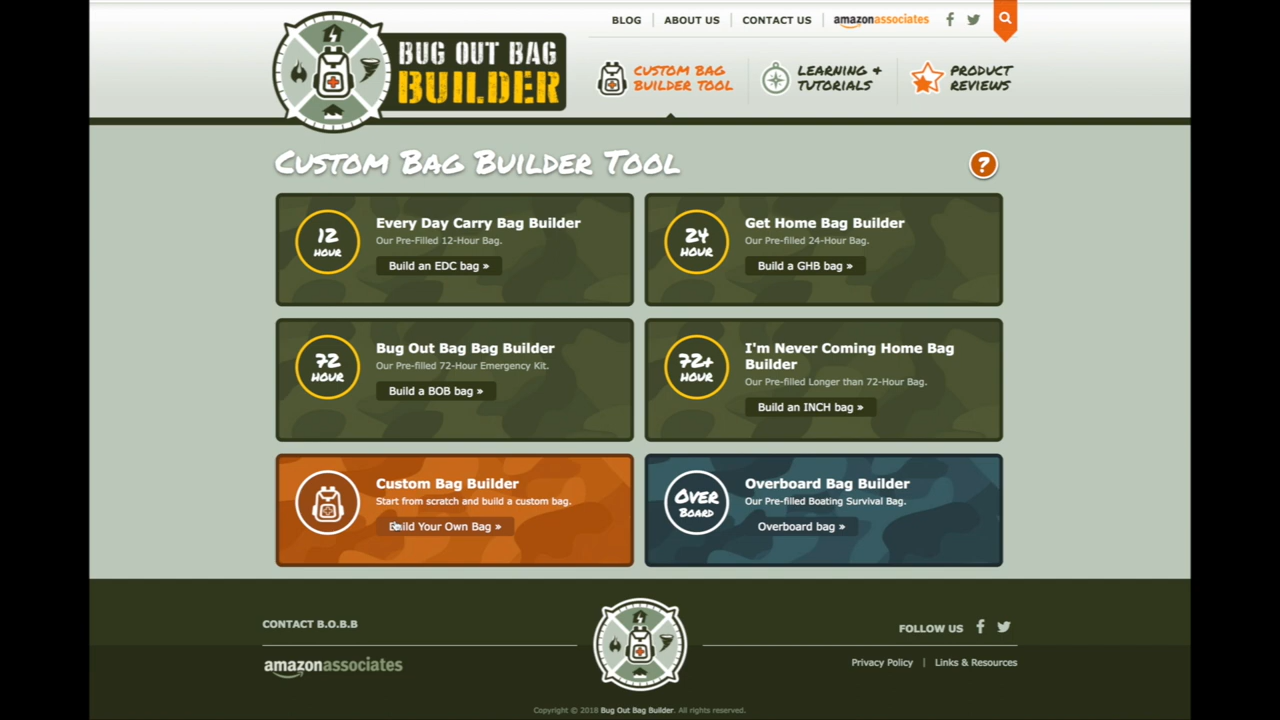 BLOG
ABOUT US
CONTACT US
amazonassociates
BUG OUT BAG
BUILDER
CUSTOM BAG
BUILDER TOOL
LEARNING +
TUTORIALS
PRODUCT
REVIEWS
CUSTOM BAG BUILDER TOOL
?
12
HOUR
Every Day Carry Bag Builder
Our Pre-Filled 12-Hour Bag.
Build an EDC bag »
24
HOUR
Get Home Bag Builder
Our Pre-filled 24-Hour Bag.
Build a GHB bag »
72
HOUR
Bug Out Bag Bag Builder
Our Pre-filled 72-Hour Emergency Kit.
Build a BOB bag »
72+
HOUR
I'm Never Coming Home Bag
Builder
Our Pre-filled Longer than 72-Hour Bag.
Build an INCH bag »
Custom Bag Builder
Start from scratch and build a custom bag.
Build Your Own Bag »
OVER
BOARD
Overboard Bag Builder
Our Pre-filled Boating Survival Bag.
Overboard bag »
CONTACT B.O.B.B
FOLLOW US
amazonassociates
Privacy Policy | Links & Resources
Copyright © 2018 Bug Out Bag Builder. All rights reserved.